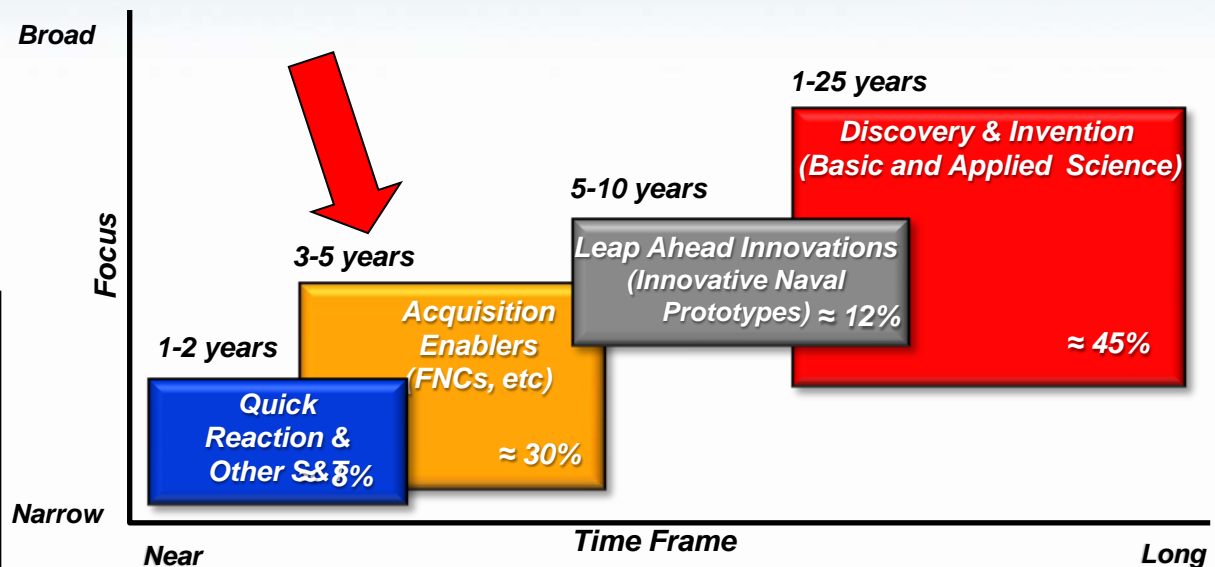 Broad
1-25 years
Discovery & Invention
(Basic and Applied Science)
≈ 45%
5-10 years
Leap Ahead Innovations
(Innovative Naval
Prototypes) ≈ 12%
Focus
3-5 years
Acquisition
Enablers
(FNCs, etc)
≈ 30%
1-2 years
Quick
Reaction &
Other S&T
≈ 8%
Narrow
Near
Time Frame
Long